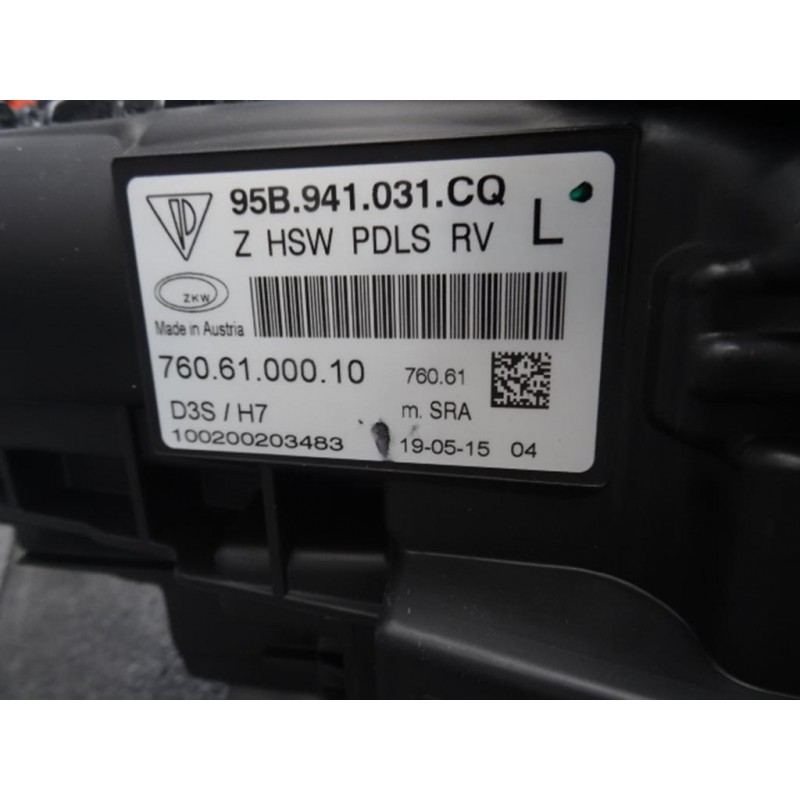 95B.941.031.CQ
Z HSW PDLS RV L
ZKW
Made in Austria
760.61.000.10 760.61
D3S / H7 m. SRA
100200203483 19-05-15 04